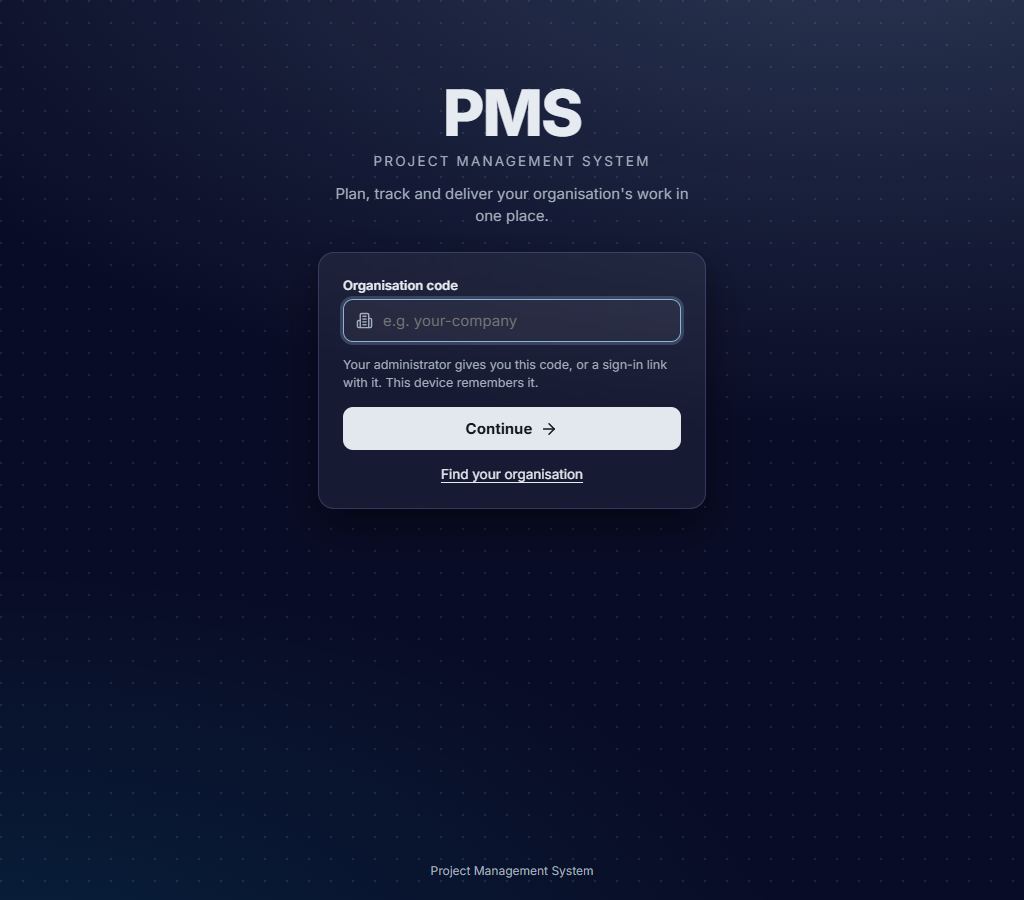 PMS
PROJECT MANAGEMENT SYSTEM
Plan, track and deliver your organisation's work in
one place.
Organisation code
e.g. your-company
Your administrator gives you this code, or a sign-in link
with it. This device remembers it.
Continue →
Find your organisation
Project Management System